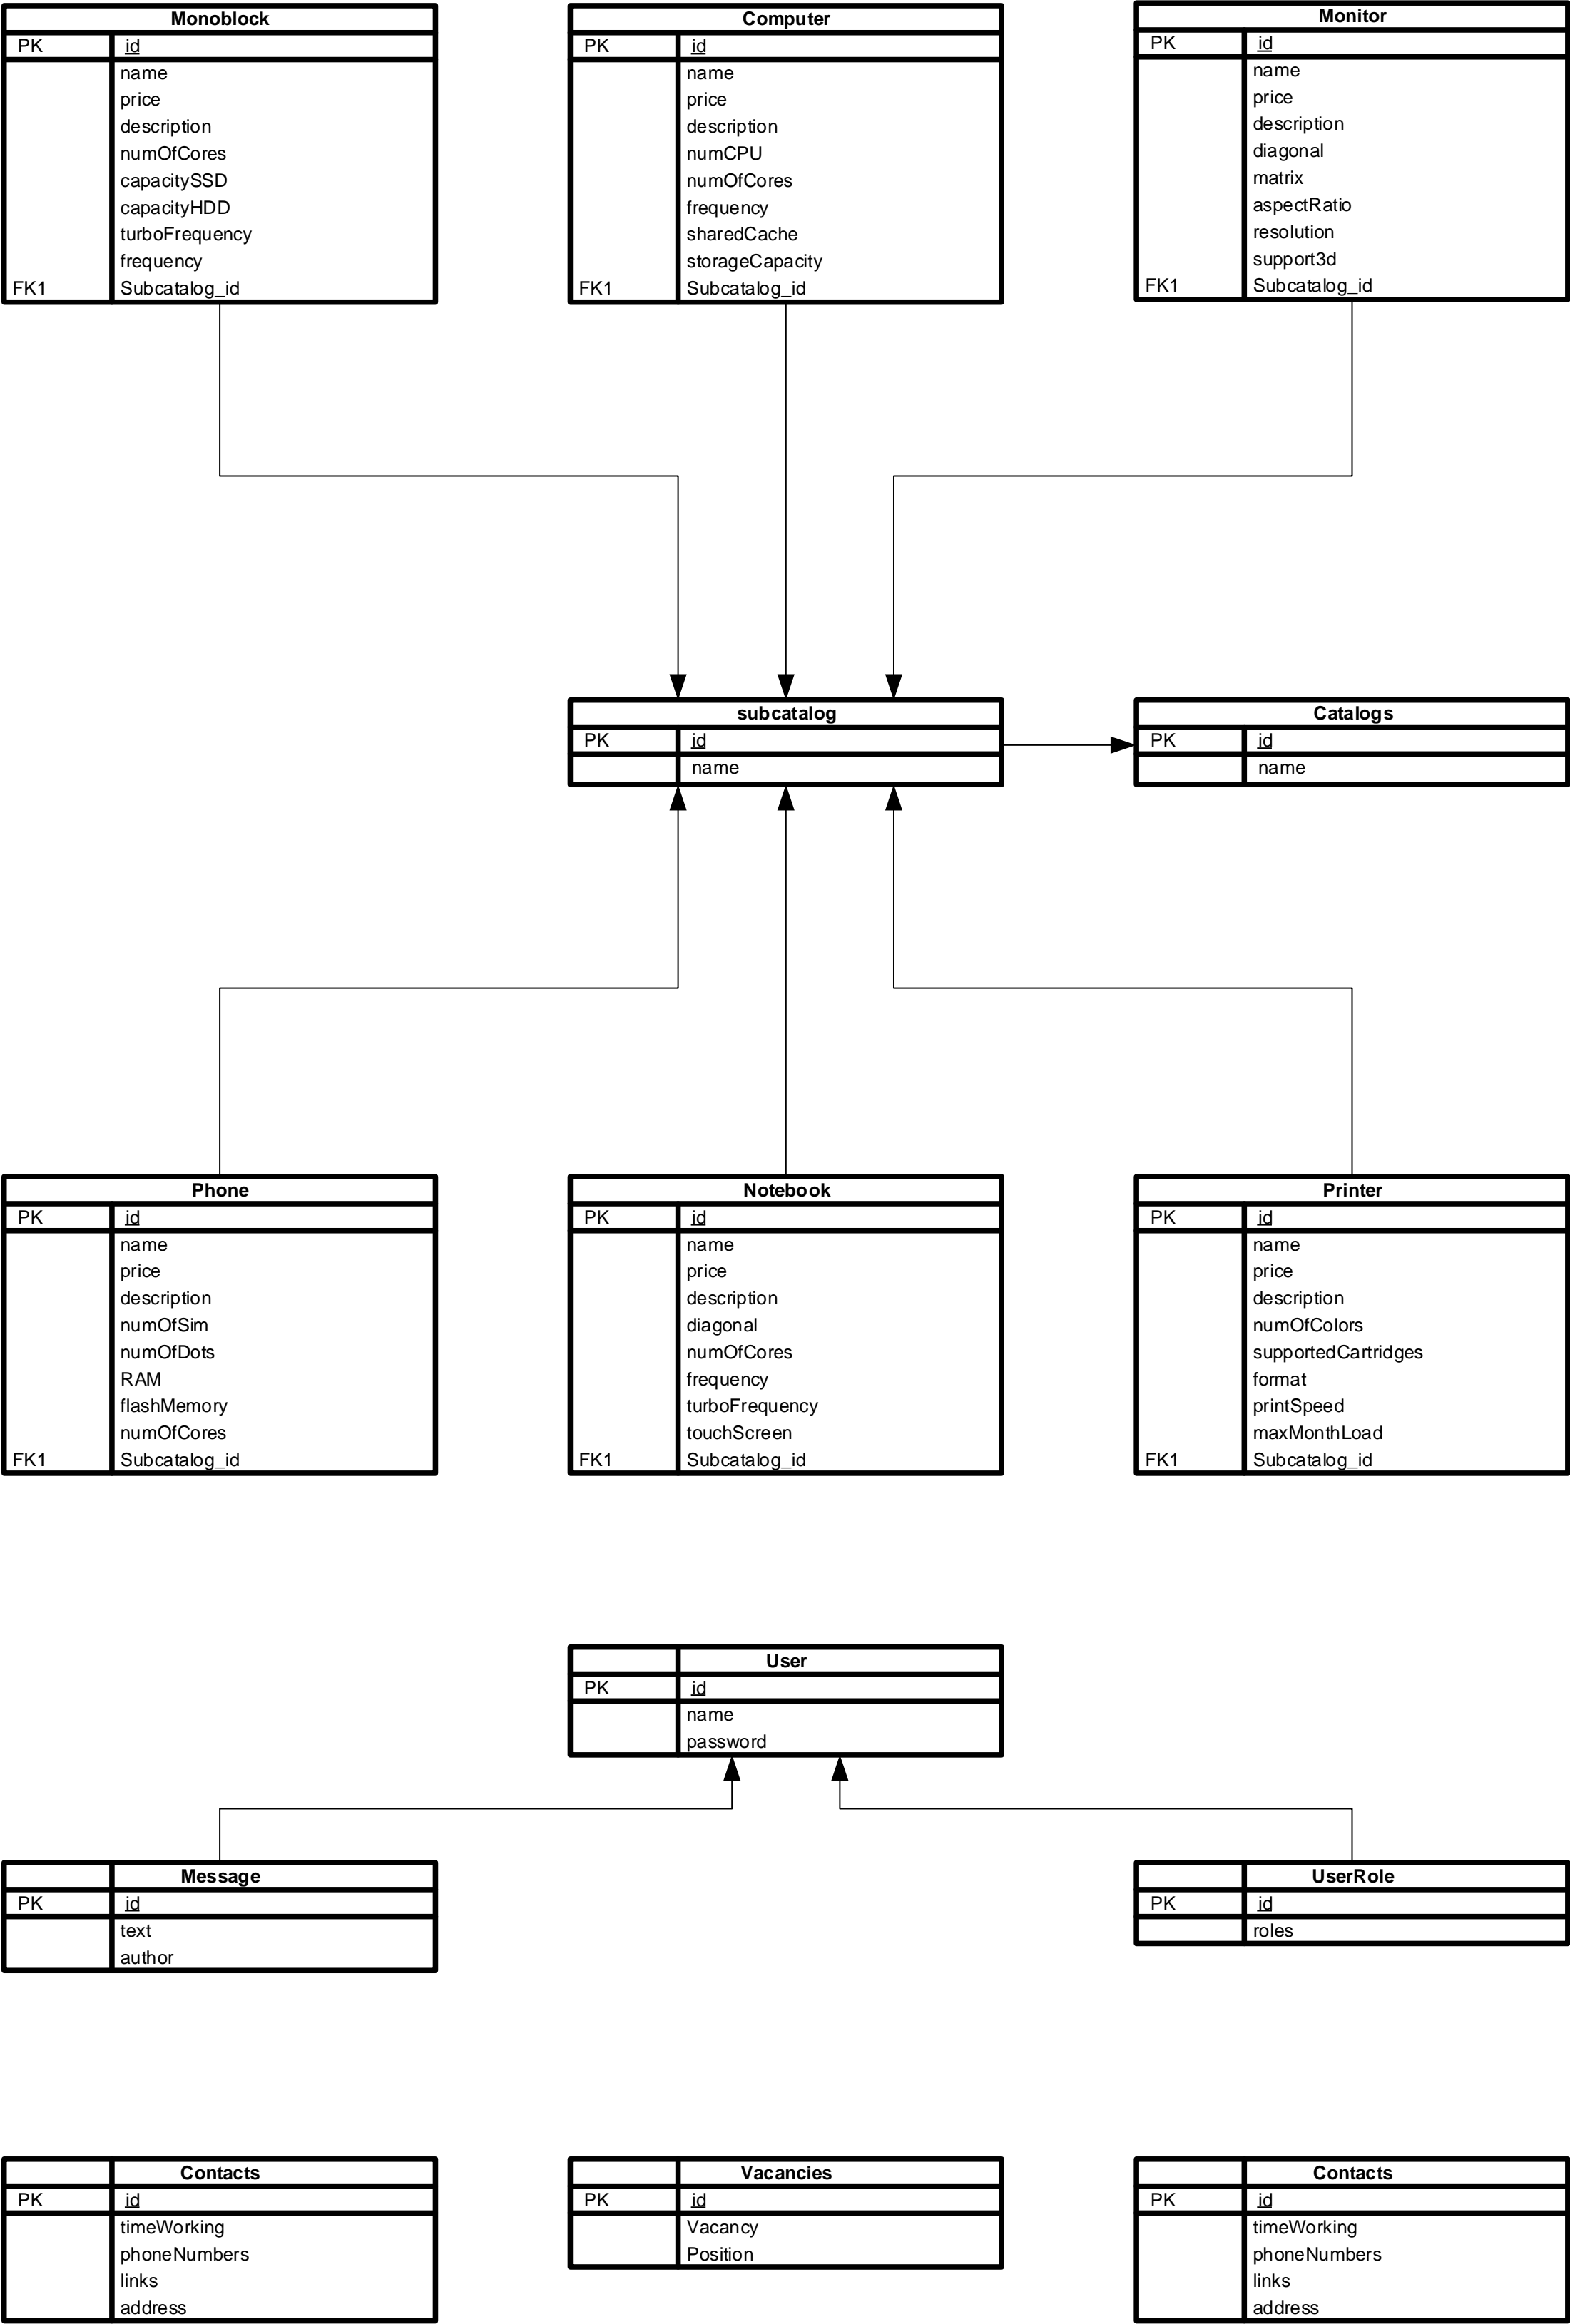 Monoblock
PK id
name
price
description
numOfCores
capacitySSD
capacityHDD
turboFrequency
frequency
FK1 Subcatalog_id
Computer
PK id
name
price
description
numCPU
numOfCores
frequency
sharedCache
storageCapacity
FK1 Subcatalog_id
Monitor
PK id
name
price
description
diagonal
matrix
aspectRatio
resolution
support3d
FK1 Subcatalog_id
subcatalog
PK id
name
Catalogs
PK id
name
Phone
PK id
name
price
description
numOfSim
numOfDots
RAM
flashMemory
numOfCores
FK1 Subcatalog_id
Notebook
PK id
name
price
description
diagonal
numOfCores
frequency
turboFrequency
touchScreen
FK1 Subcatalog_id
Printer
PK id
name
price
description
numOfColors
supportedCartridges
format
printSpeed
maxMonthLoad
FK1 Subcatalog_id
User
PK id
name
password
Message
PK id
text
author
UserRole
PK id
roles
Contacts
PK id
timeWorking
phoneNumbers
links
address
Vacancies
PK id
Vacancy
Position
Contacts
PK id
timeWorking
phoneNumbers
links
address